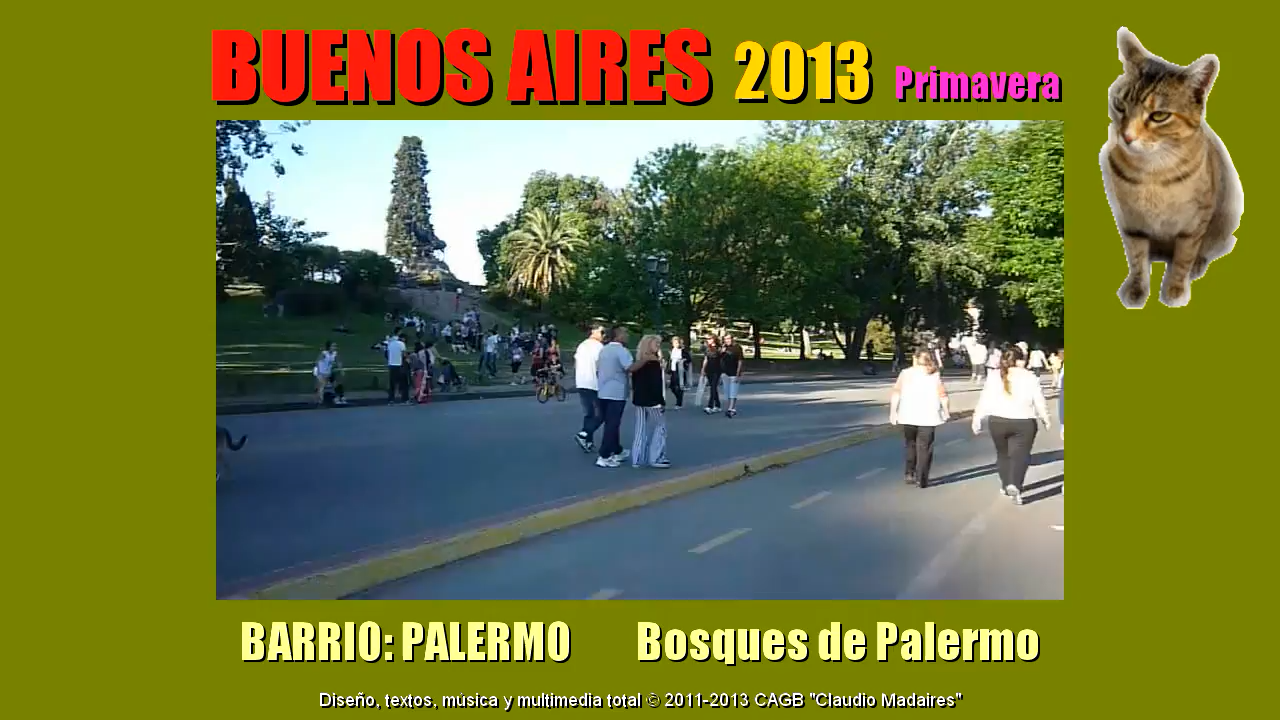 BUENOS AIRES 2013 Primavera
BARRIO: PALERMO Bosques de Palermo
Diseño, textos, música y multimedia total © 2011-2013 CAGB "Claudio Madaires"